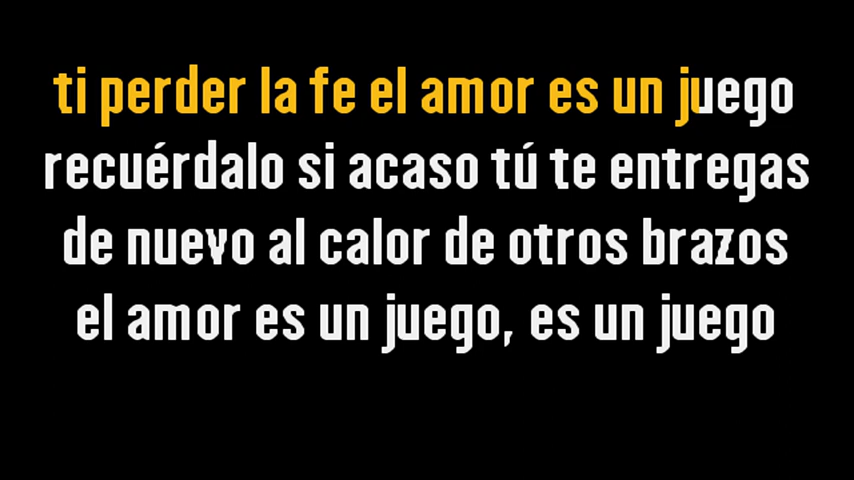 ti perder la fe el amor es un juego
recuérdalo si acaso tú te entregas
de nuevo al calor de otros brazos
el amor es un juego, es un juego